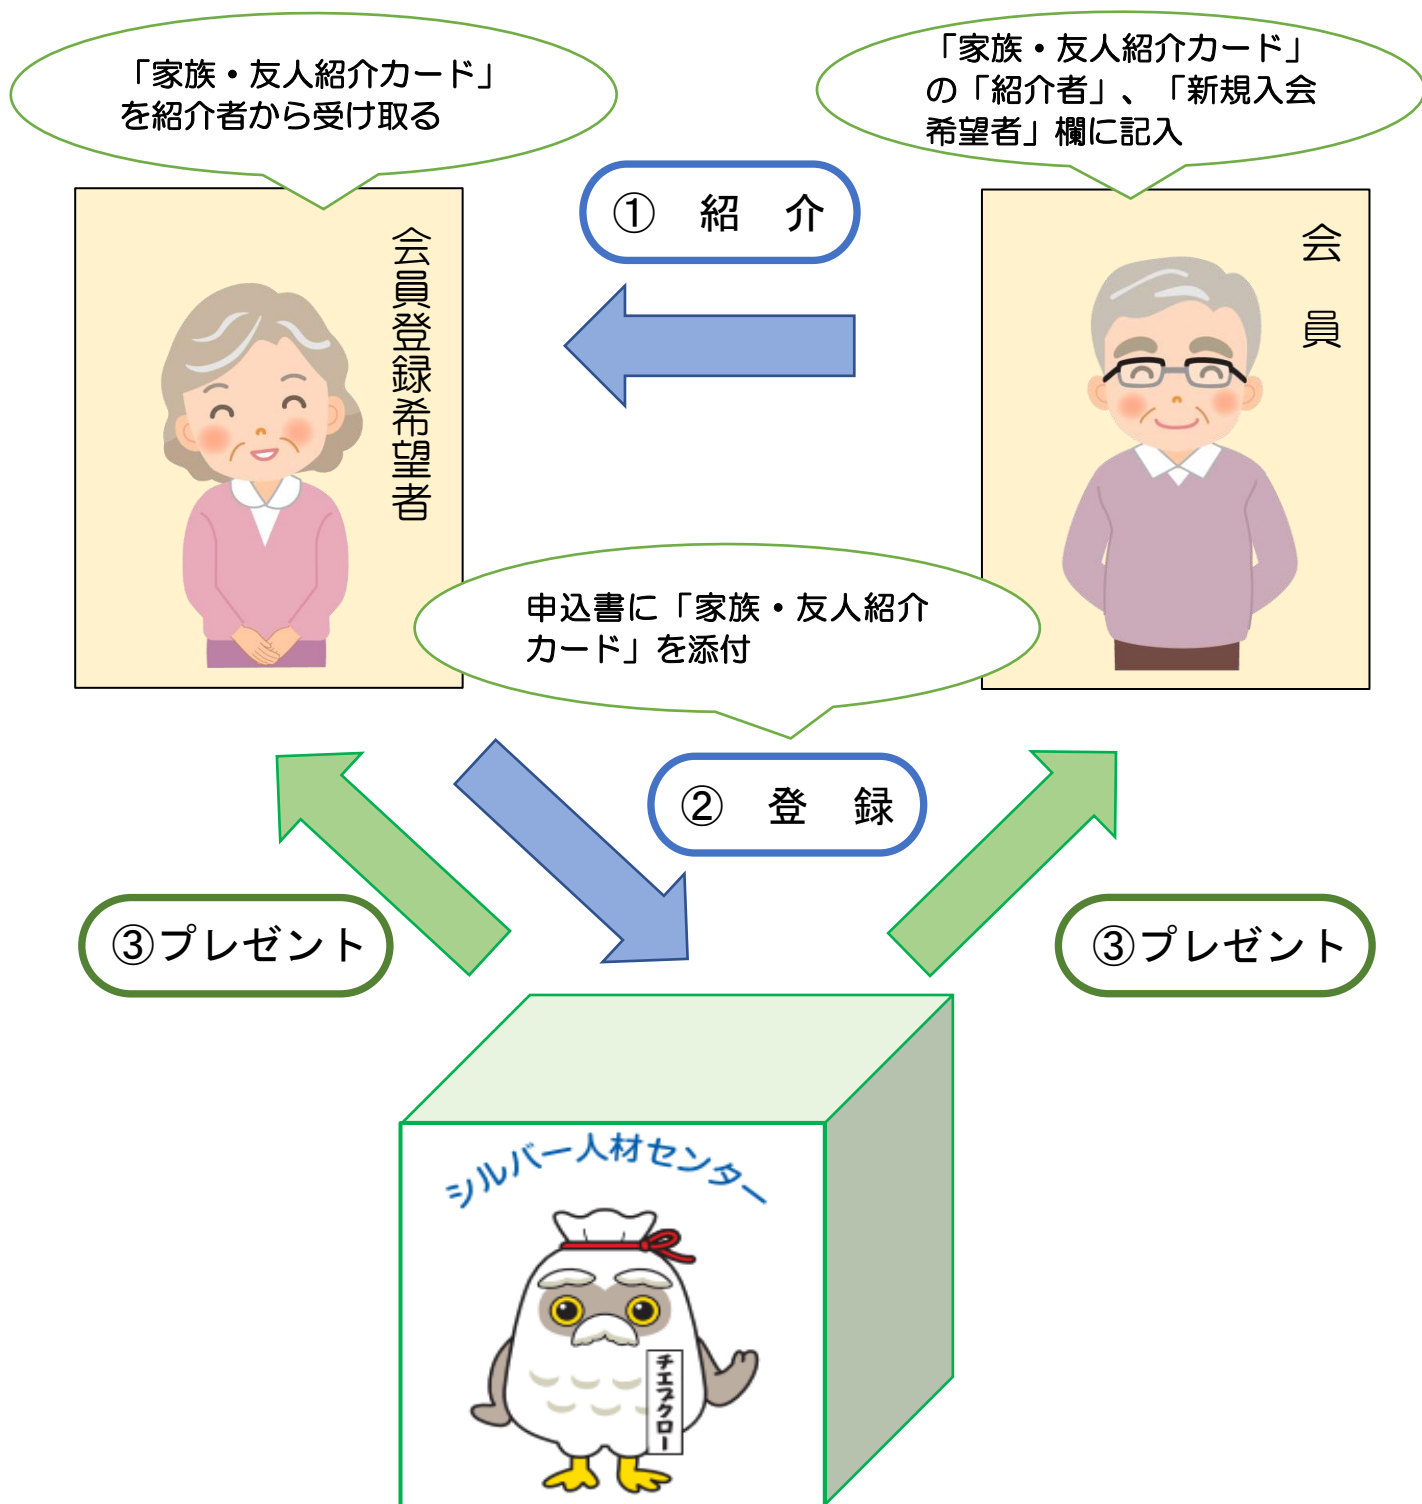 「家族・友人紹介カード」
を紹介者から受け取る
「家族・友人紹介カード」
の「紹介者」、「新規入会
希望者」欄に記入
① 紹 介
会員登録希望者
会 員
申込書に「家族・友人紹介
カード」を添付
② 登 録
③プレゼント
③プレゼント
シルバー人材センター
チエブクロー